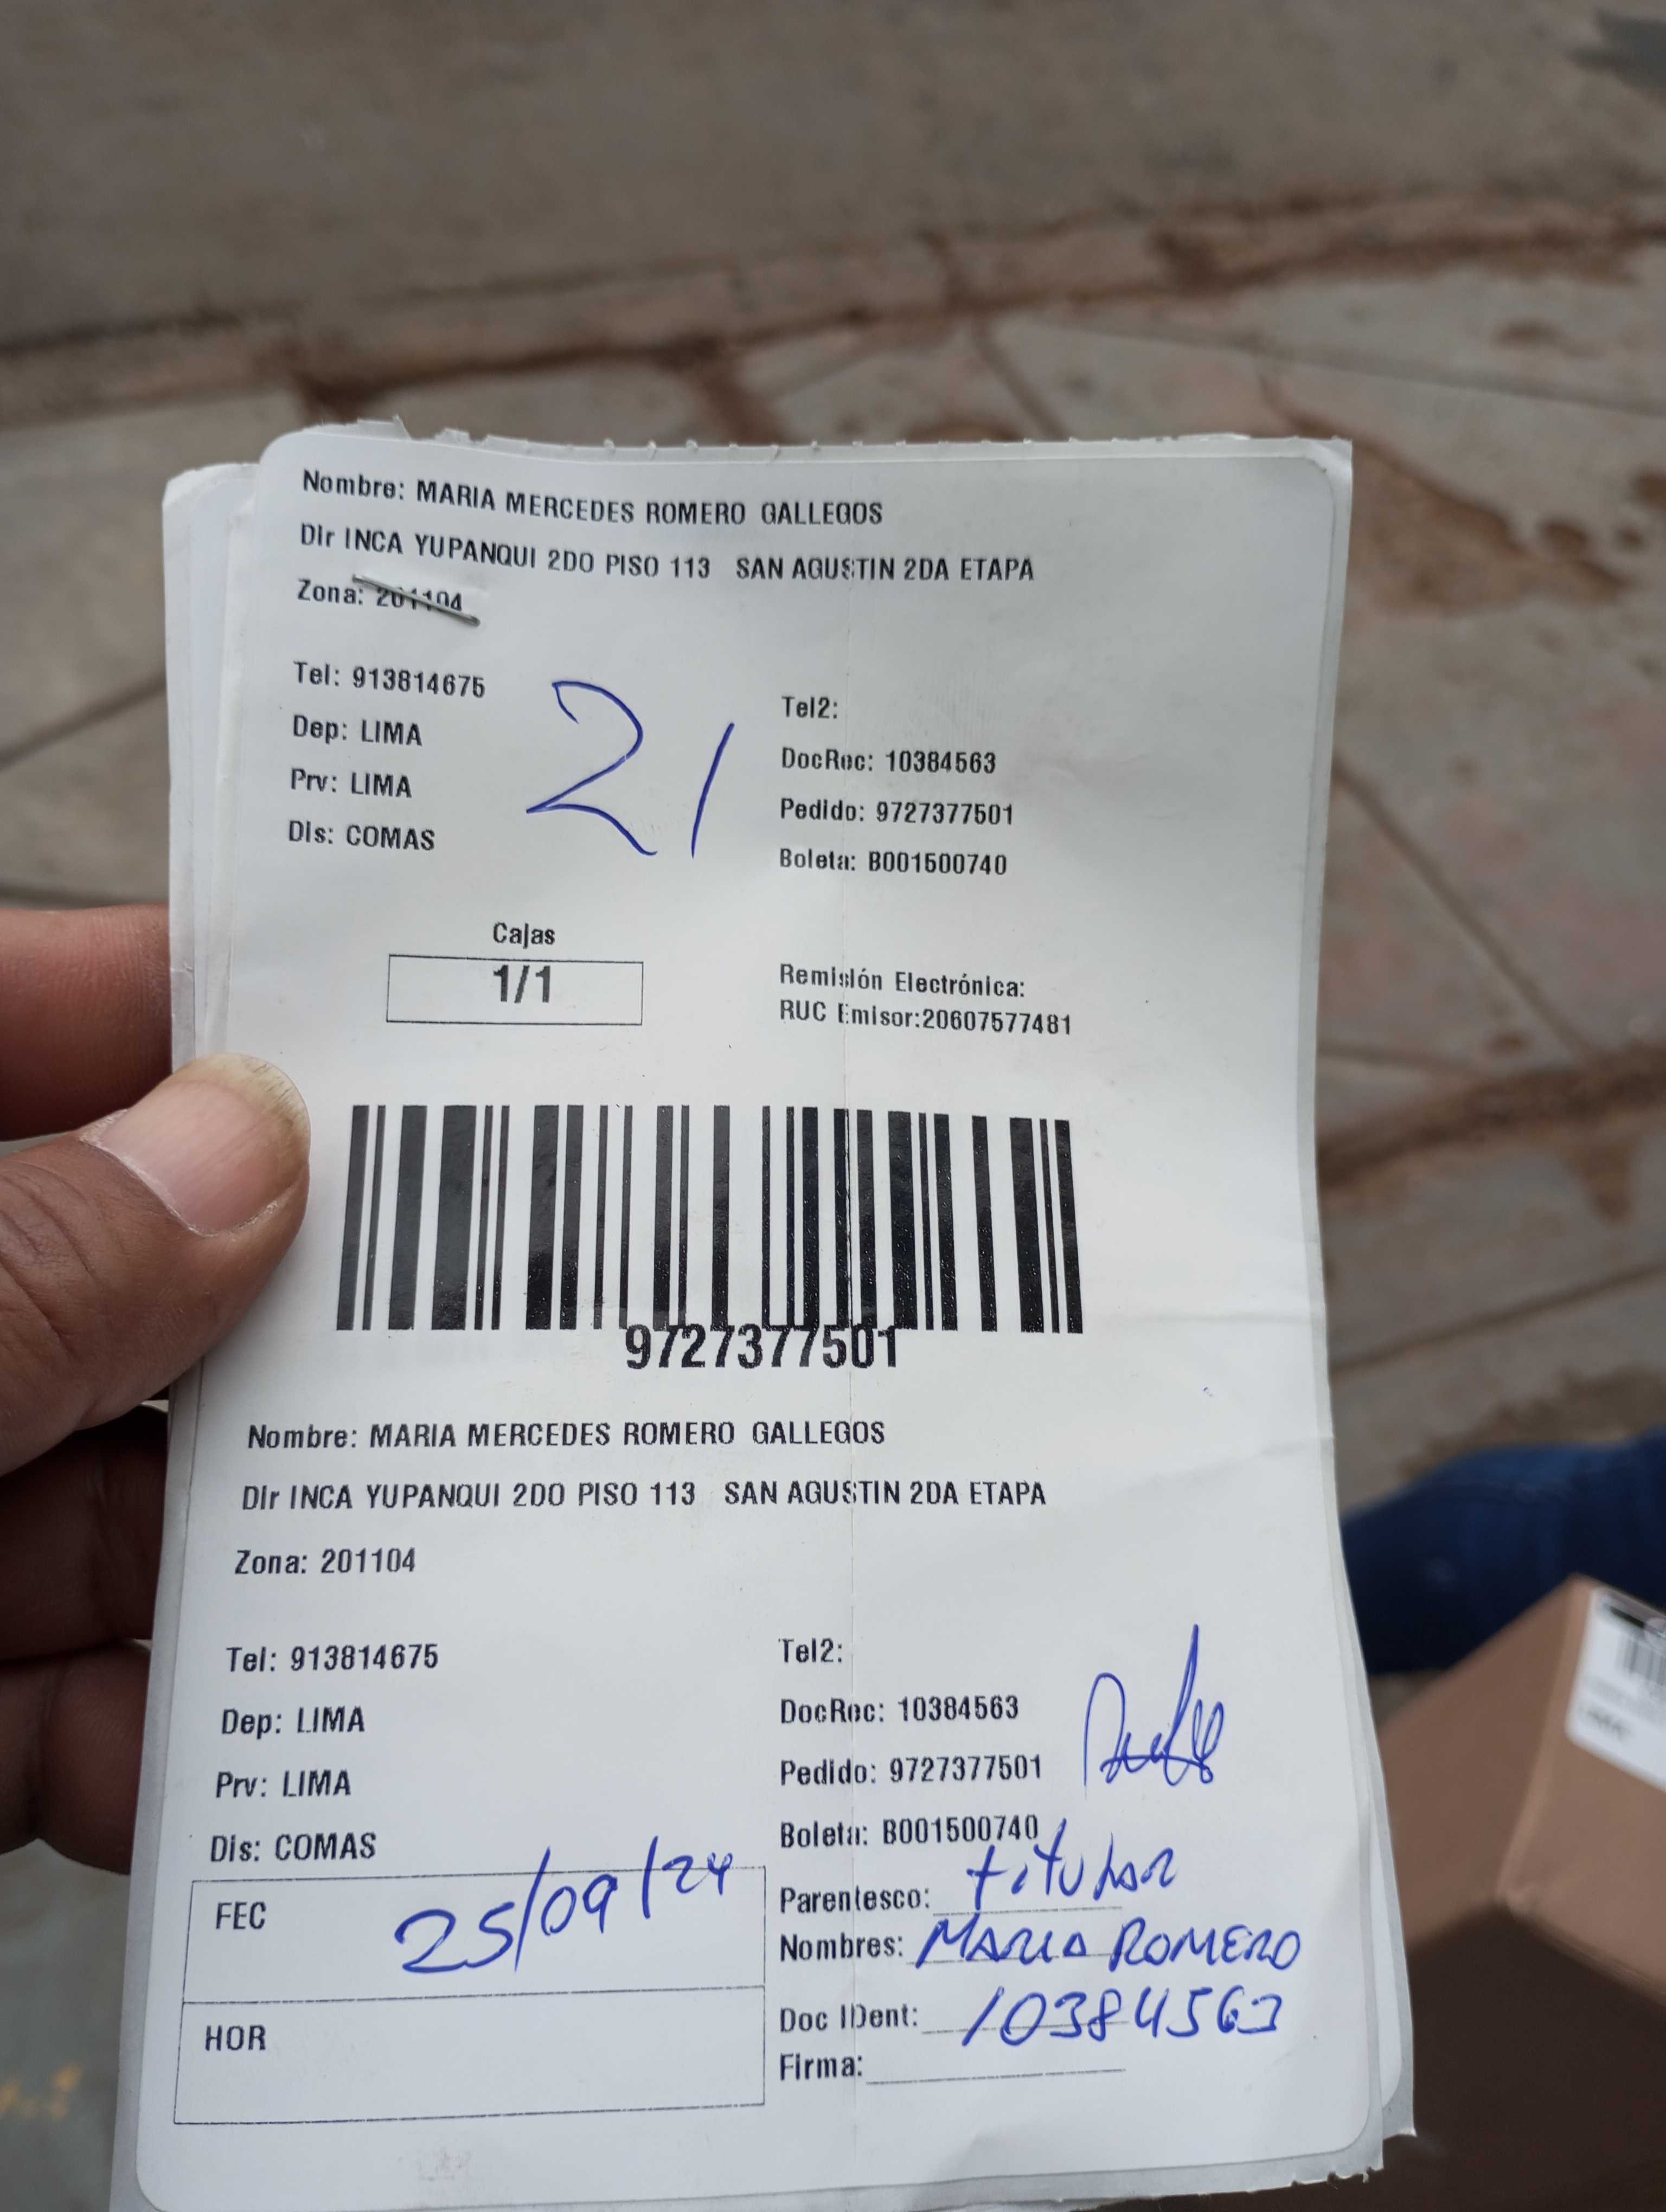 Nombre: MARIA MERCEDES ROMERO GALLEGOS
Dir INCA YUPANQUI 2DO PISO 113 SAN AGUSTIN 2DA ETAPA
Zona: 201104
Tel: 913814675
Dep: LIMA
Prv: LIMA
Dis: COMAS
21
Tel2:
DocRec: 10384563
Pedido: 9727377501
Boleta: B001500740
Cajas
1/1
Remisión Electrónica:
RUC Emisor:20607577481
9727377501
Nombre: MARIA MERCEDES ROMERO GALLEGOS
Dir INCA YUPANQUI 2DO PISO 113 SAN AGUSTIN 2DA ETAPA
Zona: 201104
Tel: 913814675
Dep: LIMA
Prv: LIMA
Dis: COMAS
Tel2:
DocRec: 10384563
Pedido: 9727377501
Boleta: B001500740
FEC 25/09/24
HOR
Parentesco: titular
Nombres: MARIA ROMERO
Doc IDent: 10384563
Firma: